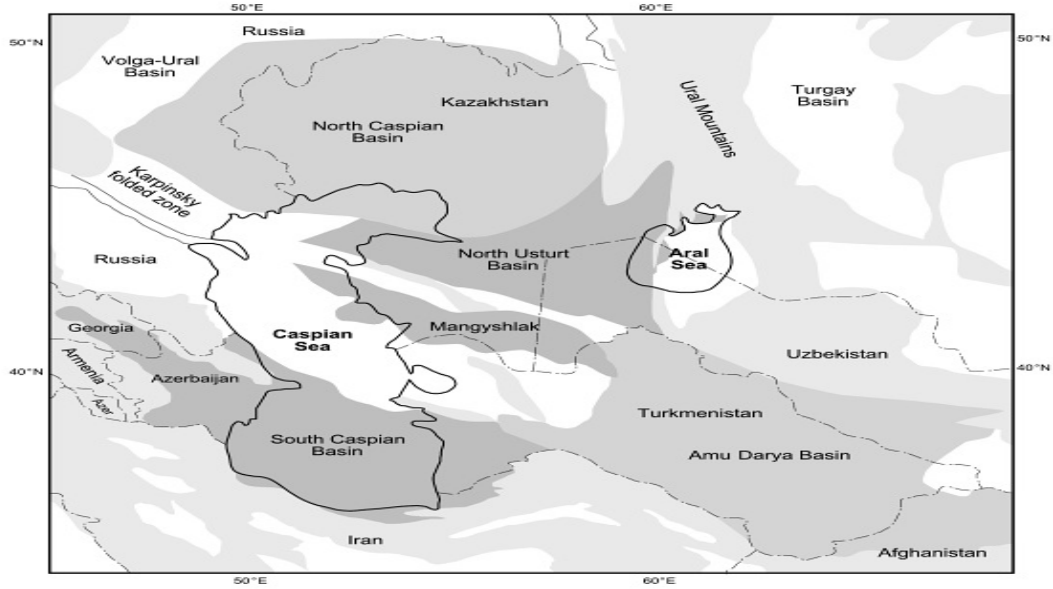 50°E
60°E
50°N
50°N
Russia
Volga-Ural
Basin
Kazakhstan
North Caspian
Basin
Ural Mountains
Turgay
Basin
Karpinsky
folded zone
Russia
North Usturt
Basin
Aral
Sea
Georgia
Armenia
Azer
Azerbaijan
Caspian
Sea
Mangyshlak
Uzbekistan
40°N
40°N
Turkmenistan
South Caspian
Basin
Amu Darya Basin
Iran
Afghanistan
50°E
60°E